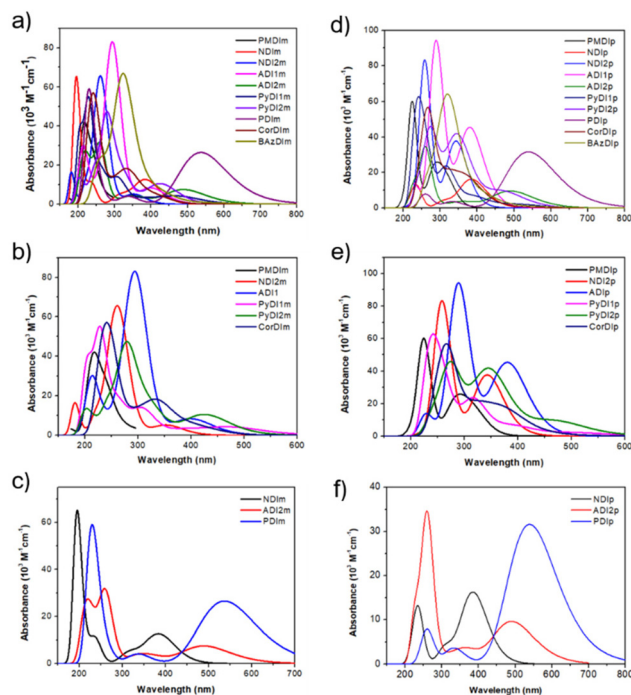 a)
Absorbance (10³ M⁻¹cm⁻¹)
80
60
40
20
0
200 300 400 500 600 700 800
Wavelength (nm)
PMDIm
NDIm
NDI2m
ADI1m
ADI2m
PyDI1m
PyDI2m
PDIm
CorDIm
BAzDIm
d)
Absorbance (10³ M⁻¹cm⁻¹)
100
80
60
40
20
0
200 300 400 500 600 700 800
Wavelength (nm)
PMDIp
NDIp
NDI2p
ADI1p
ADI2p
PyDI1p
PyDI2p
PDIp
CorDIp
BAzDIp
b)
Absorbance (10³ M⁻¹cm⁻¹)
80
60
40
20
0
200 300 400 500 600
Wavelength (nm)
PMDIm
NDI2m
ADI1
PyDI1m
PyDI2m
CorDIm
e)
Absorbance (10³ M⁻¹cm⁻¹)
100
80
60
40
20
0
200 300 400 500 600
Wavelength (nm)
PMDIp
NDI2p
ADIp
PyDI1p
PyDI2p
CorDIp
c)
Absorbance (10³ M⁻¹cm⁻¹)
60
40
20
0
200 300 400 500 600 700
Wavelength (nm)
NDIm
ADI2m
PDIm
f)
Absorbance (10³ M⁻¹cm⁻¹)
40
30
20
10
0
200 300 400 500 600 700 800
Wavelength (nm)
NDIp
ADI2p
PDIp